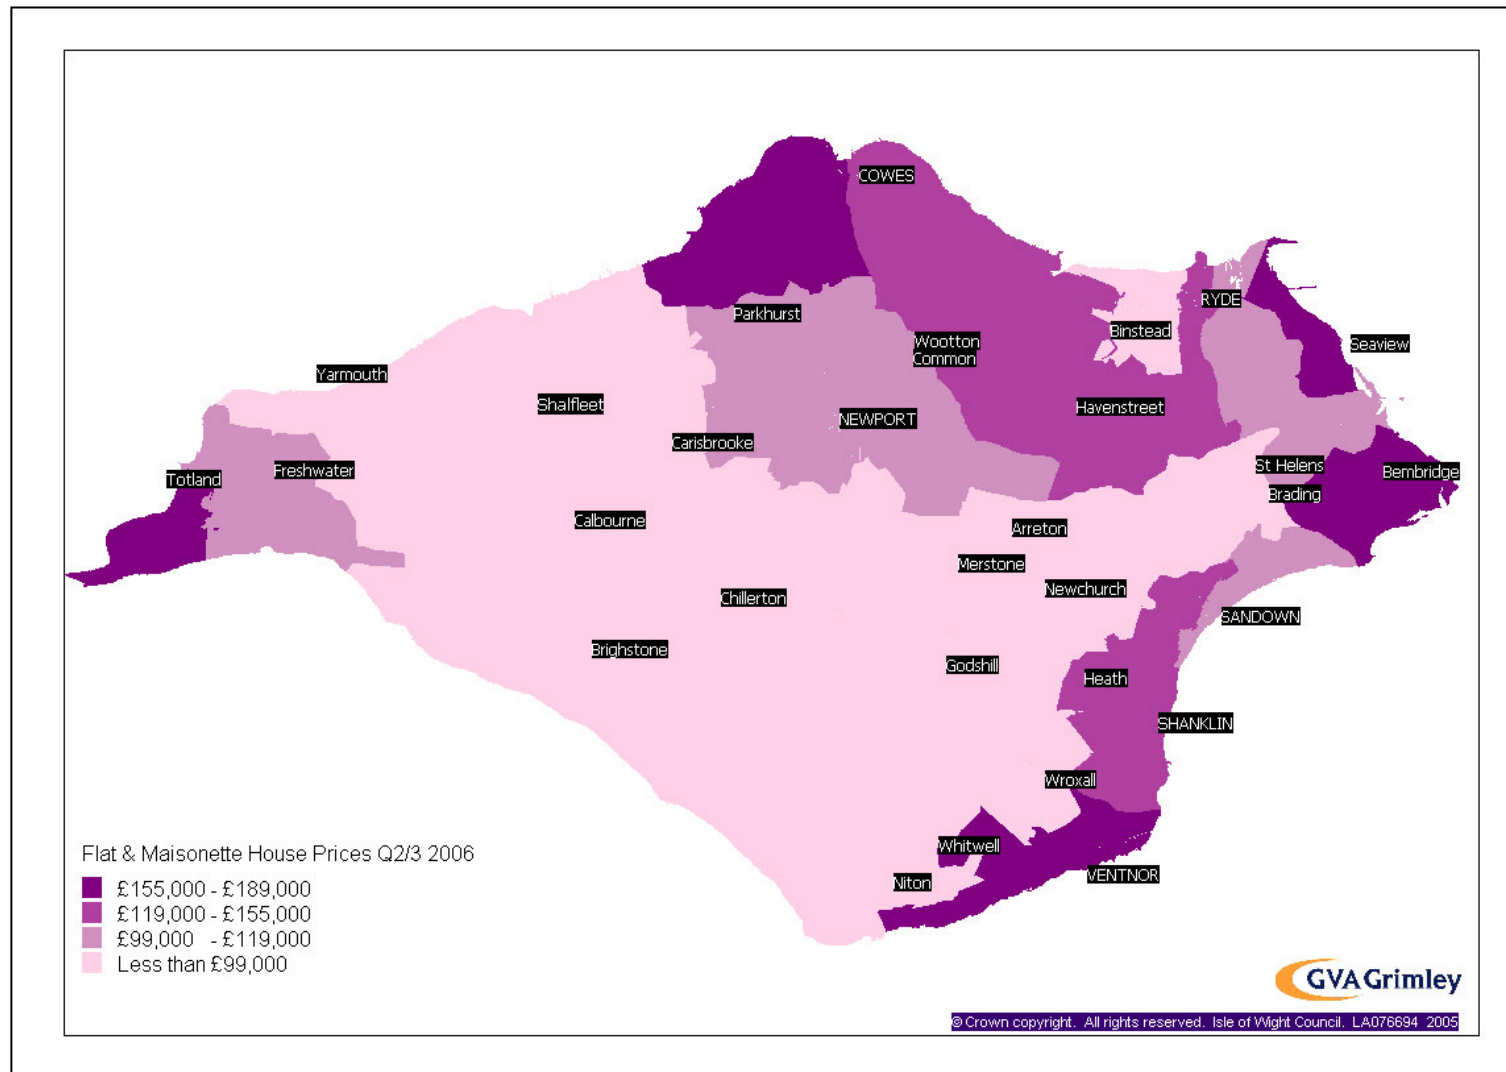 COWES
Parkhurst
RYDE
Binstead
Wootton
Common
Seaview
Yarmouth
Shalfleet
Havenstreet
NEWPORT
Carisbrooke
Totland
Freshwater
St Helens
Bembridge
Brading
Calbourne
Arreton
Merstone
Newchurch
Chillerton
SANDOWN
Brighstone
Godshill
Heath
SHANKLIN
Wroxall
Whitwell
Niton
VENTNOR
Flat & Maisonette House Prices Q2/3 2006
£155,000 - £189,000
£119,000 - £155,000
£99,000 - £119,000
Less than £99,000
GVA Grimley
© Crown copyright. All rights reserved. Isle of Wight Council. LA076694 2005